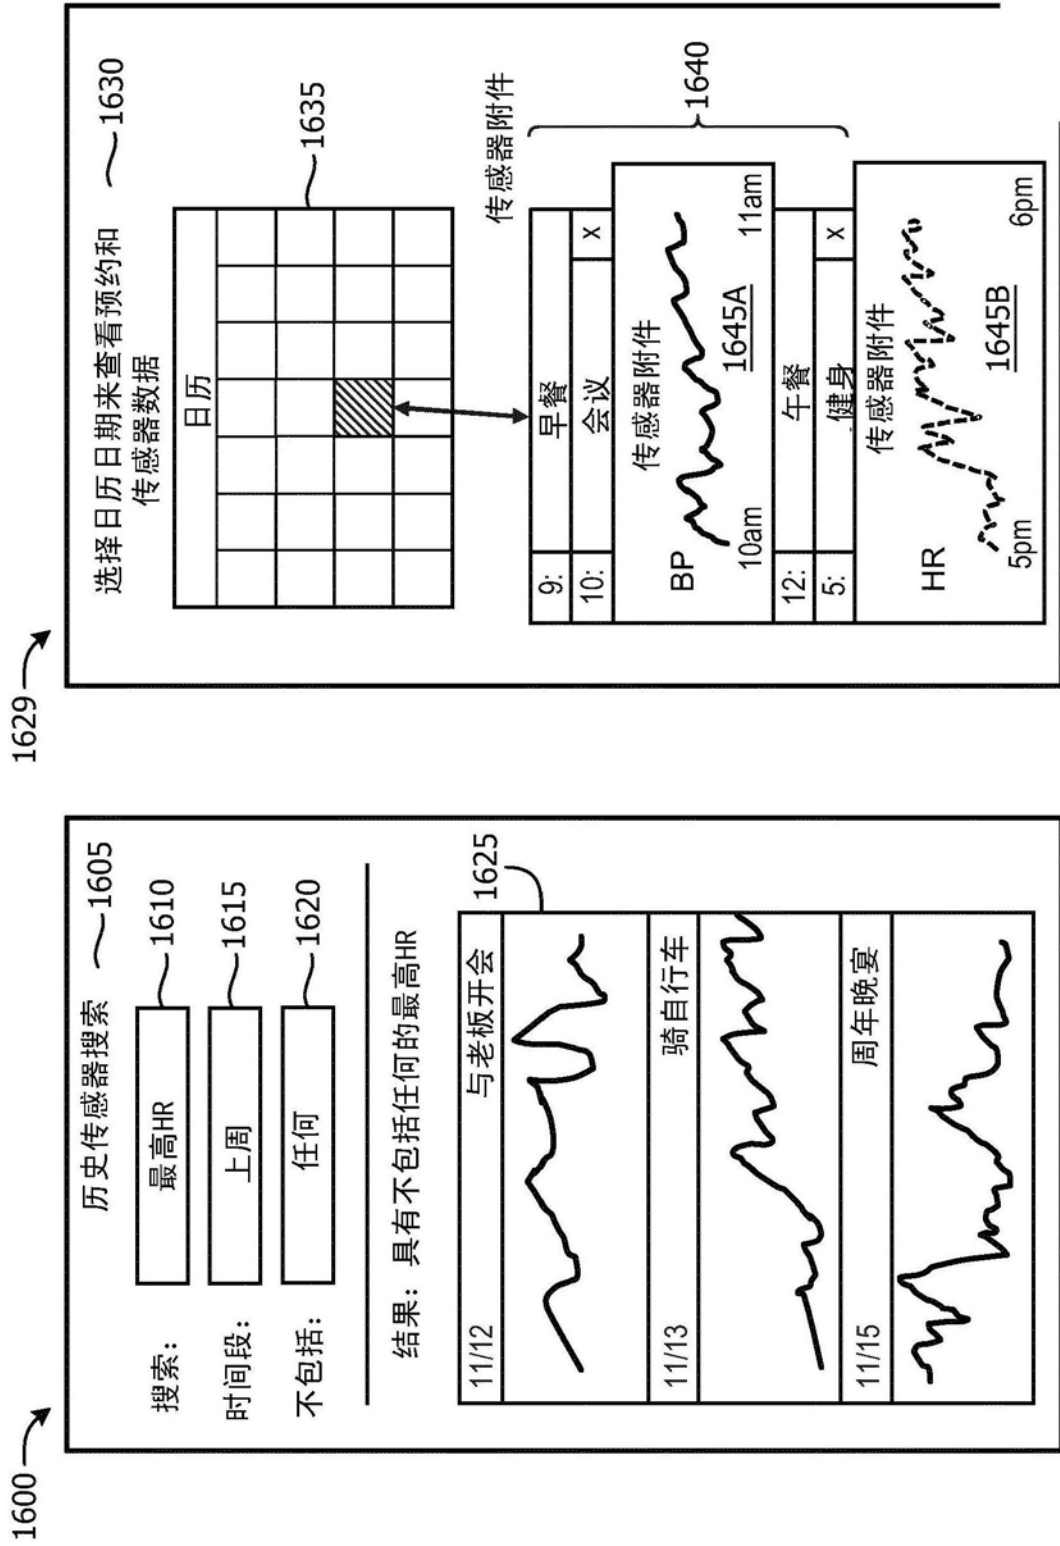 1600
历史传感器搜索
1605
搜索:
最高HR
1610
时间段:
上周
1615
不包括:
任何
1620
结果: 具有不包括任何的最高HR
1625
11/12
与老板开会
11/13
骑自行车
11/15
周年晚宴
1629
选择日历日期来查看预约和
传感器数据
1630
日历
1635
传感器附件
9:
早餐
10:
会议
x
传感器附件
BP
10am
1645A
11am
12:
午餐
5:
健身
x
传感器附件
HR
5pm
1645B
6pm
1640